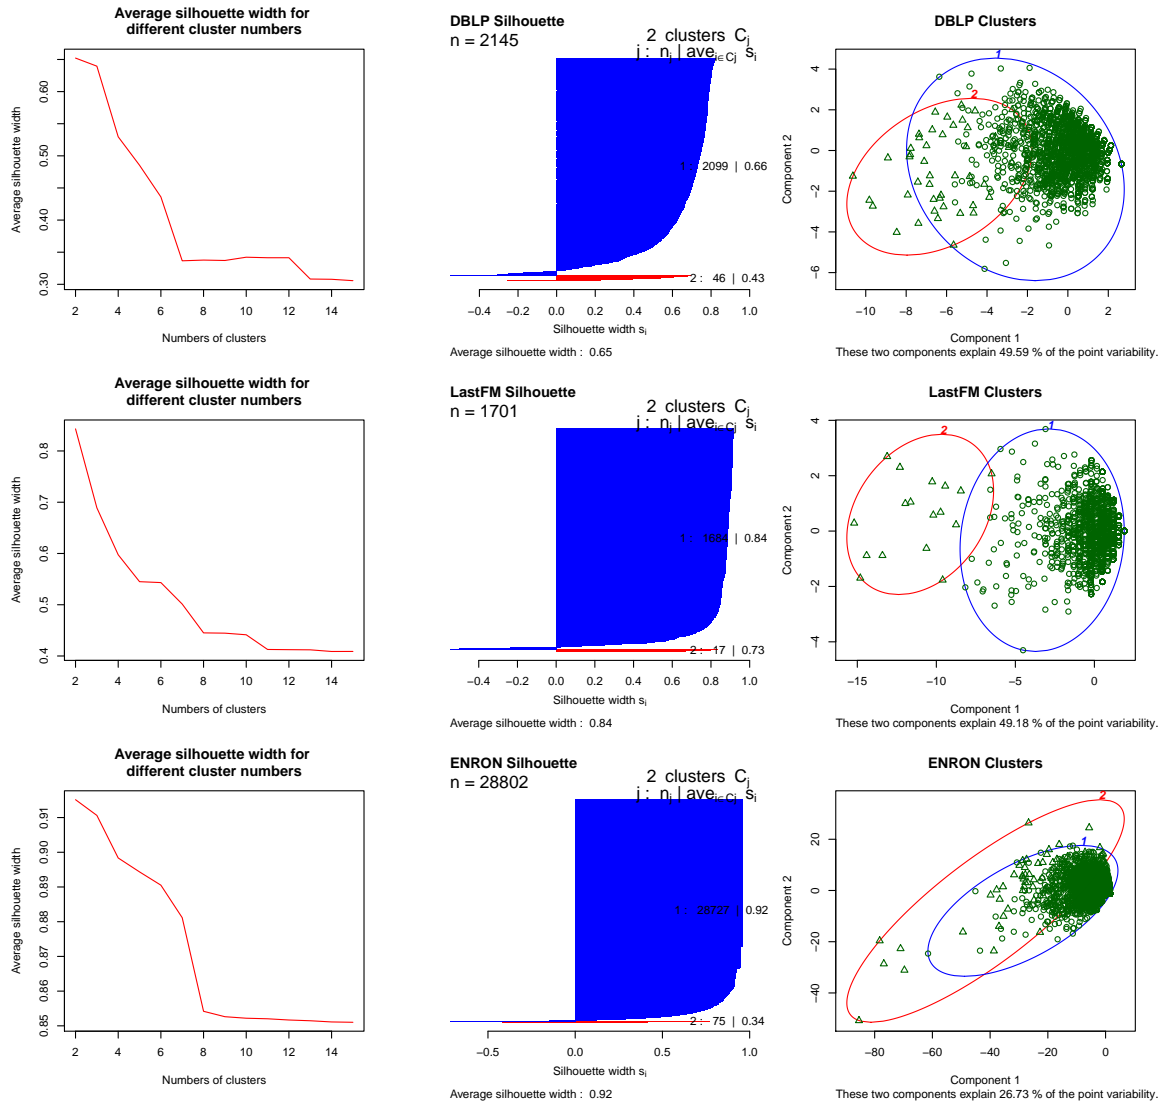 Average silhouette width for
different cluster numbers
Average silhouette width
0.30 0.40 0.50 0.60
2 4 6 8 10 12 14
Numbers of clusters
DBLP Silhouette
n = 2145
2 clusters Cj
j : nj | avei∈Cj si
1 : 2099 | 0.66
2 : 46 | 0.43
−0.4 −0.2 0.0 0.2 0.4 0.6 0.8 1.0
Silhouette width si
Average silhouette width : 0.65
DBLP Clusters
Component 2
−6 −4 −2 0 2 4
1
2
−10 −8 −6 −4 −2 0 2
Component 1
These two components explain 49.59 % of the point variability.
Average silhouette width for
different cluster numbers
Average silhouette width
0.4 0.5 0.6 0.7 0.8
2 4 6 8 10 12 14
Numbers of clusters
LastFM Silhouette
n = 1701
2 clusters Cj
j : nj | avei∈Cj si
1 : 1684 | 0.84
2 : 17 | 0.73
−0.4 −0.2 0.0 0.2 0.4 0.6 0.8 1.0
Silhouette width si
Average silhouette width : 0.84
LastFM Clusters
Component 2
−4 −2 0 2 4
1
2
−15 −10 −5 0
Component 1
These two components explain 49.18 % of the point variability.
Average silhouette width for
different cluster numbers
Average silhouette width
0.85 0.86 0.87 0.88 0.89 0.90 0.91
2 4 6 8 10 12 14
Numbers of clusters
ENRON Silhouette
n = 28802
2 clusters Cj
j : nj | avei∈Cj si
1 : 28727 | 0.92
2 : 75 | 0.34
−0.5 0.0 0.5 1.0
Silhouette width si
Average silhouette width : 0.92
ENRON Clusters
Component 2
−40 −20 0 20
2
1
−80 −60 −40 −20 0
Component 1
These two components explain 26.73 % of the point variability.